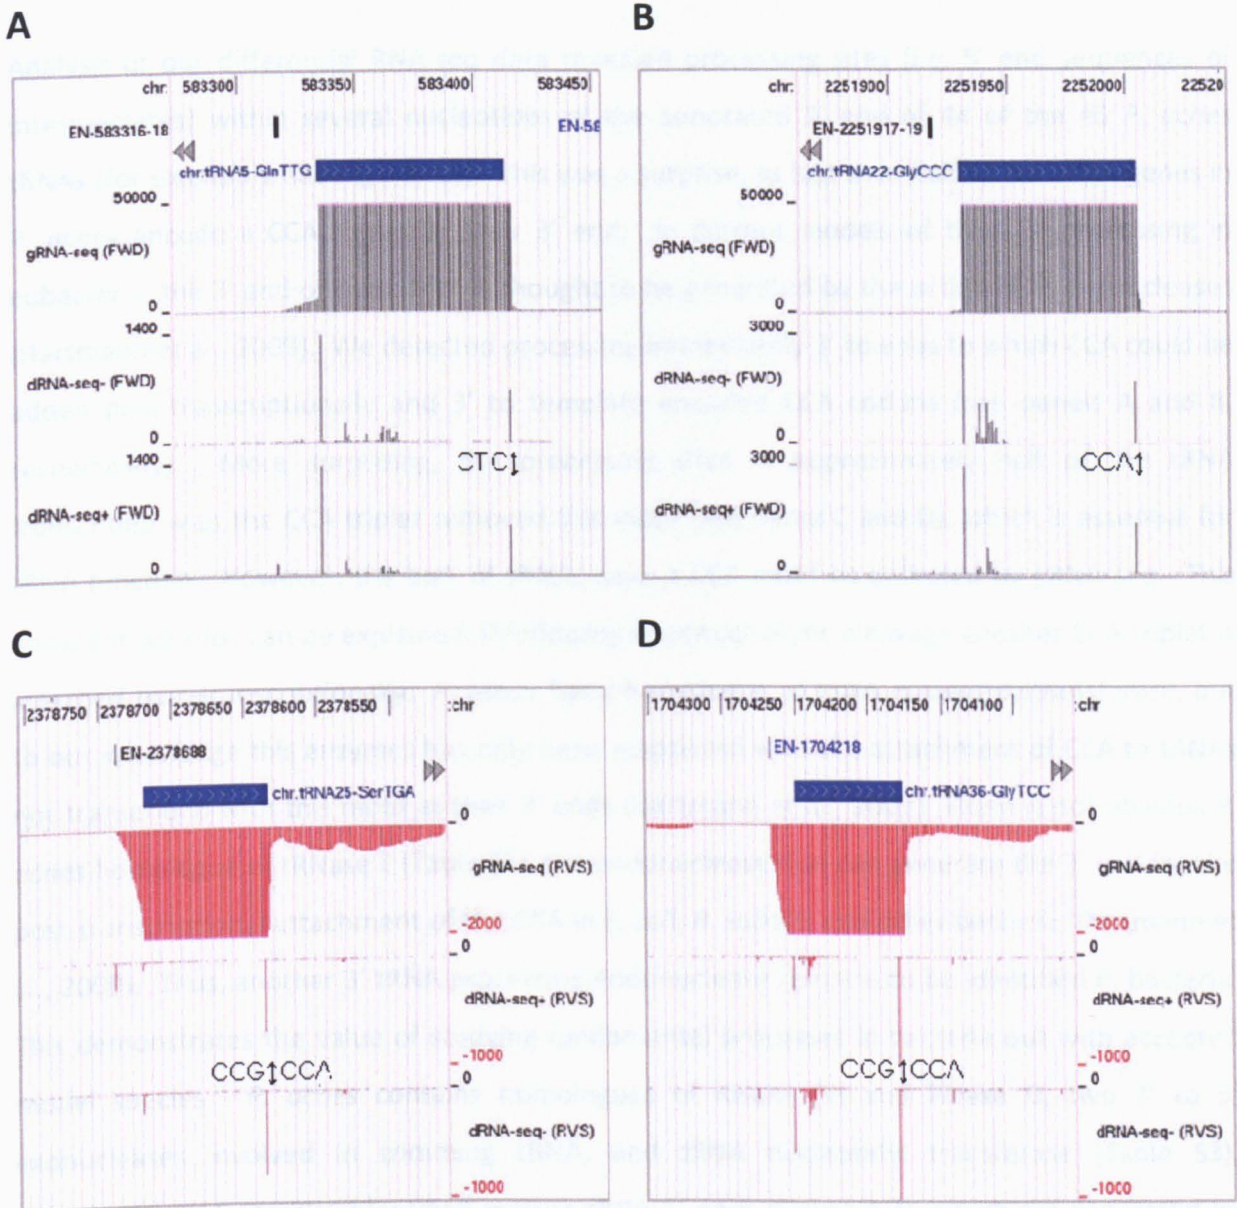 A
chr: 583300 583350 583400 583450
EN-583316-18 EN-58
chr.tRNA5-GlnTTG
50000
gRNA-seq (FWD)
0
1400
dRNA-seq- (FWD)
0
CTC
1400
dRNA-seq+ (FWD)
0
B
chr: 2251900 2251950 2252000 22520
EN-2251917-19
chr.tRNA22-GlyCCC
50000
gRNA-seq (FWD)
0
3000
dRNA-seq- (FWD)
0
CCA
3000
dRNA-seq+ (FWD)
0
C
2378750 2378700 2378650 2378600 2378550 :chr
EN-2378688
chr.tRNA25-SerTGA
0
gRNA-seq (RVS)
-2000
0
dRNA-seq+ (RVS)
-1000
CCG CCA
0
dRNA-seq- (RVS)
-1000
D
1704300 1704250 1704200 1704150 1704100 :chr
EN-1704218
chr.tRNA36-GlyTCC
0
gRNA-seq (RVS)
-2000
0
dRNA-seq+ (RVS)
-1000
CCG CCA
0
dRNA-seq- (RVS)
-1000